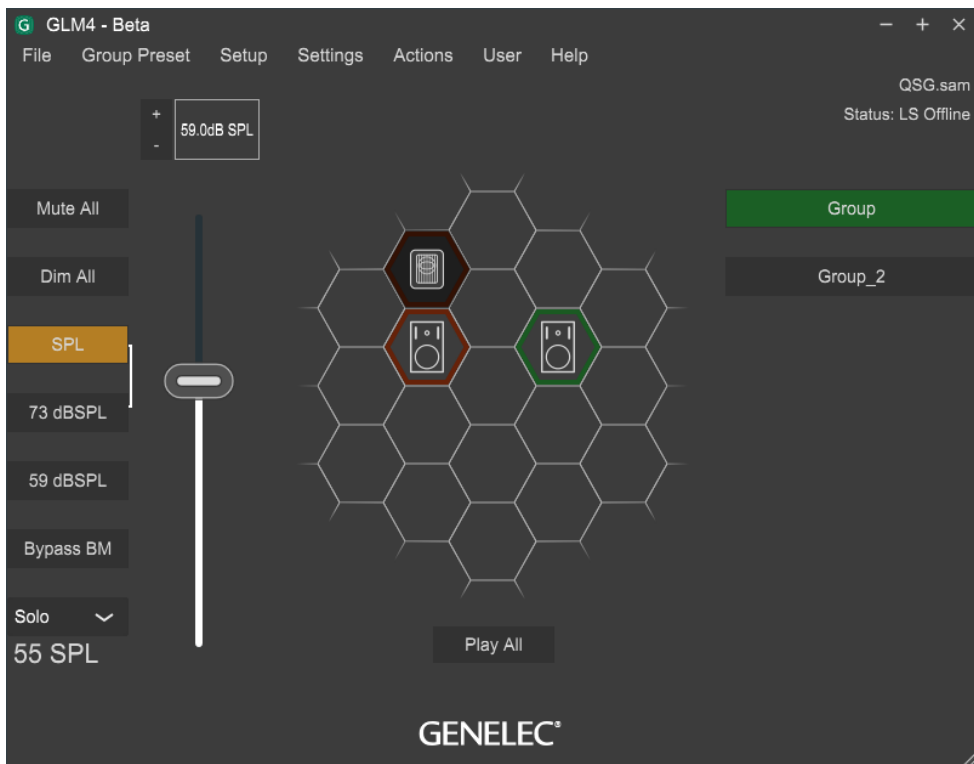 GLM4 - Beta
File Group Preset Setup Settings Actions User Help
QSG.sam
Status: LS Offline
+
-
59.0dB SPL
Mute All
Group
Dim All
Group_2
SPL
73 dBSPL
59 dBSPL
Bypass BM
Solo
55 SPL
Play All
GENELEC®